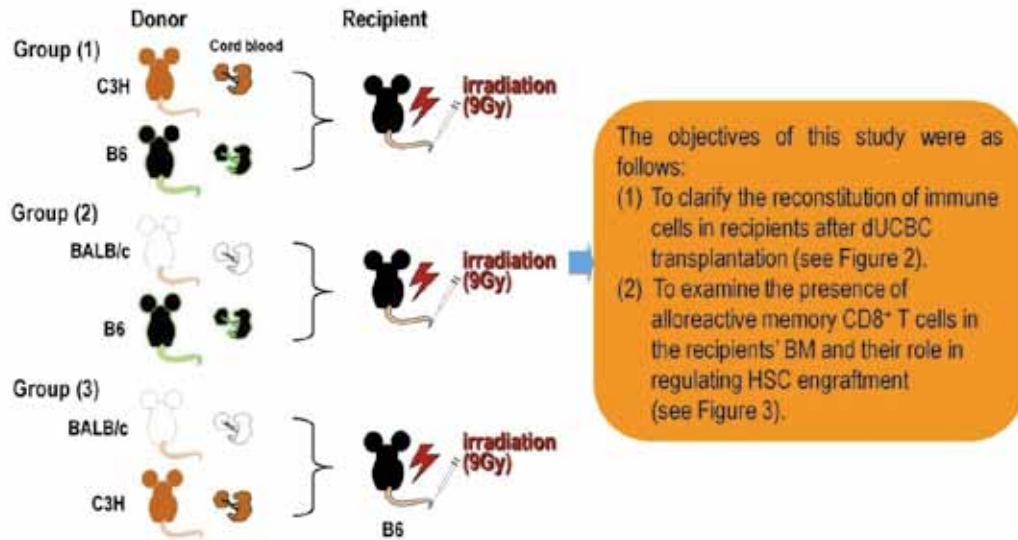 Donor
Recipient
Group (1)
Cord blood
C3H
irradiation
(9Gy)
B6
Group (2)
BALB/c
irradiation
(9Gy)
B6
Group (3)
BALB/c
irradiation
(9Gy)
C3H
B6
The objectives of this study were as
follows:
(1) To clarify the reconstitution of immune
cells in recipients after dUCBC
transplantation (see Figure 2).
(2) To examine the presence of
alloreactive memory CD8⁺ T cells in
the recipients' BM and their role in
regulating HSC engraftment
(see Figure 3).